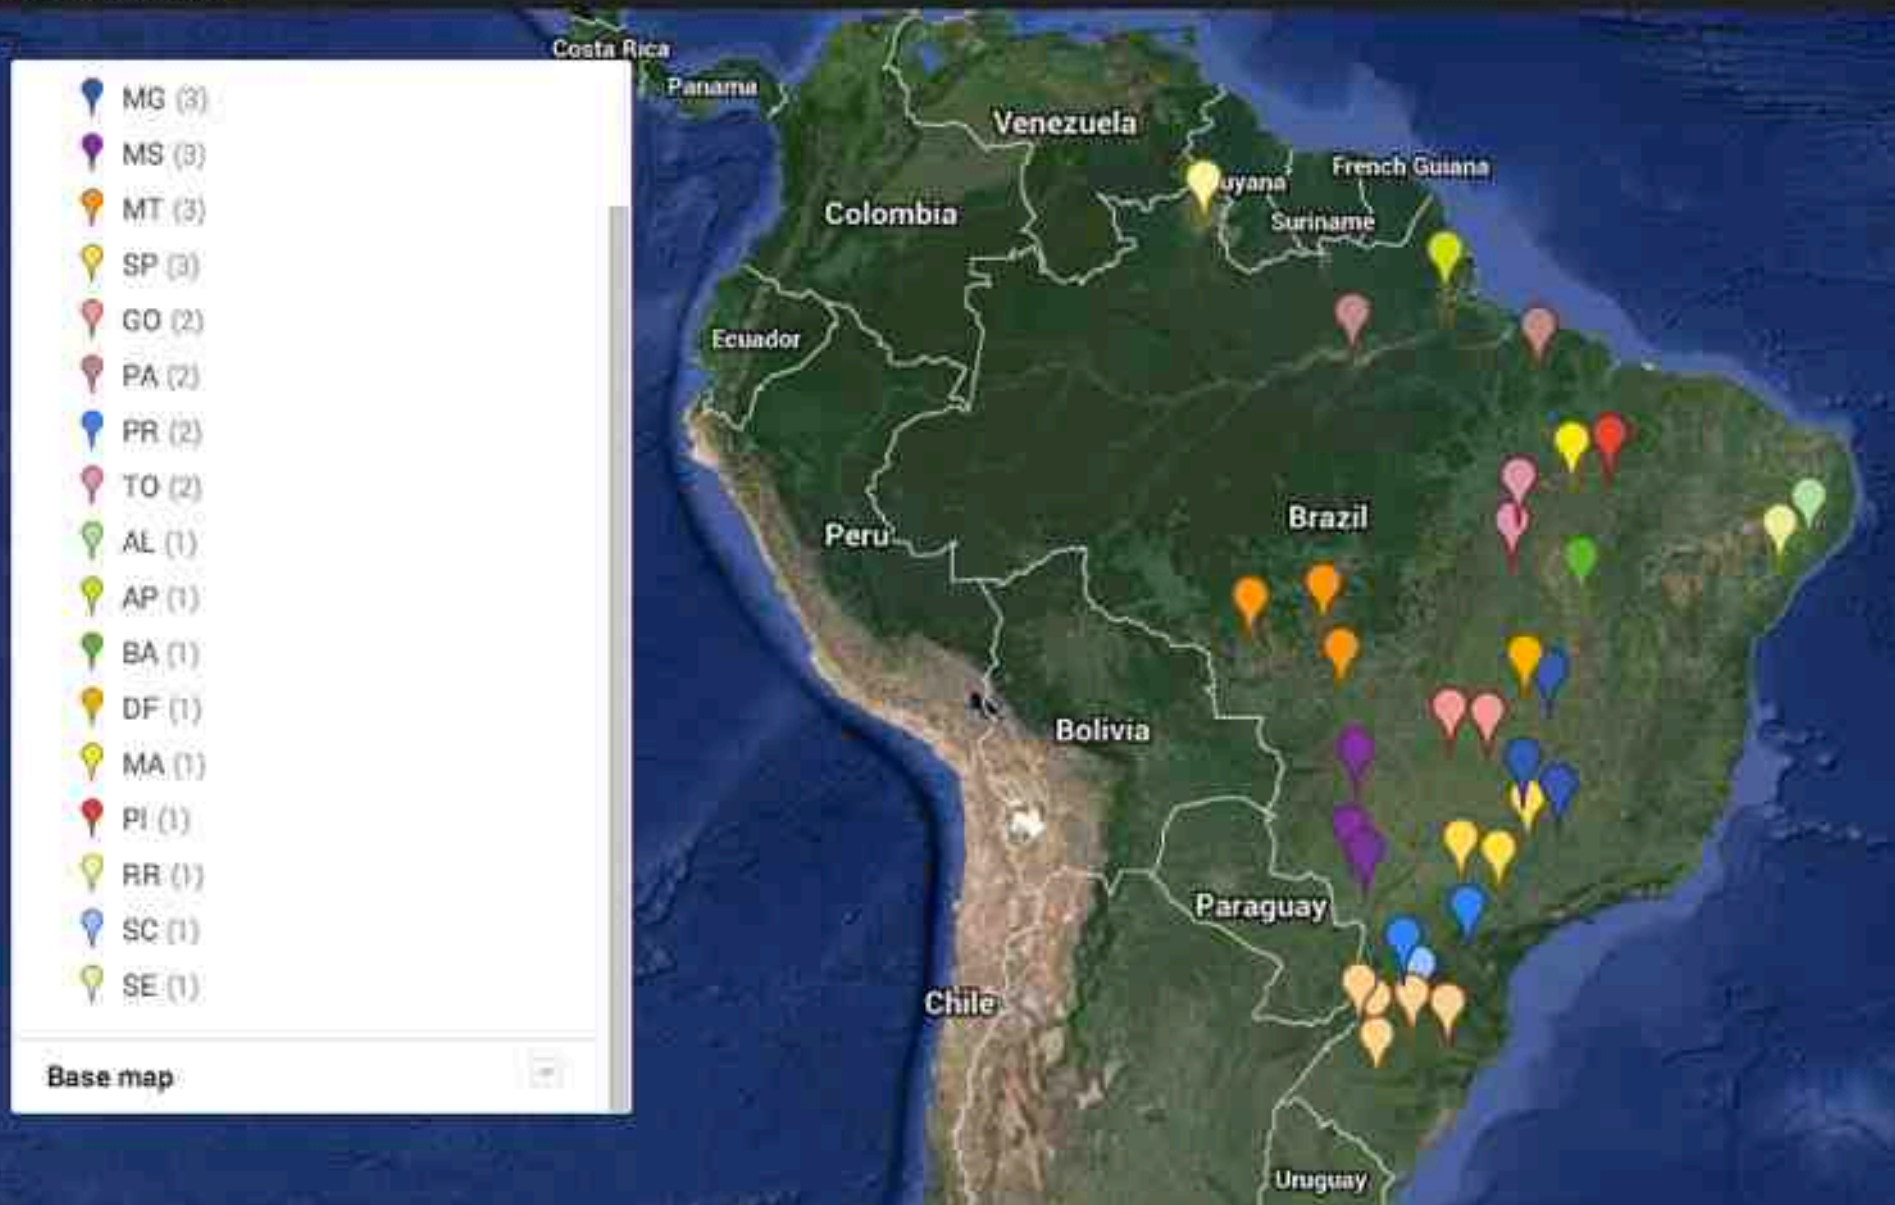 MG (3)
MS (3)
MT (3)
SP (3)
GO (2)
PA (2)
PR (2)
TO (2)
AL (1)
AP (1)
BA (1)
DF (1)
MA (1)
PI (1)
RR (1)
SC (1)
SE (1)
Base map
Costa Rica
Panama
Venezuela
uyana
French Guiana
Suriname
Colombia
Ecuador
Peru
Brazil
Bolivia
Paraguay
Chile
Uruguay